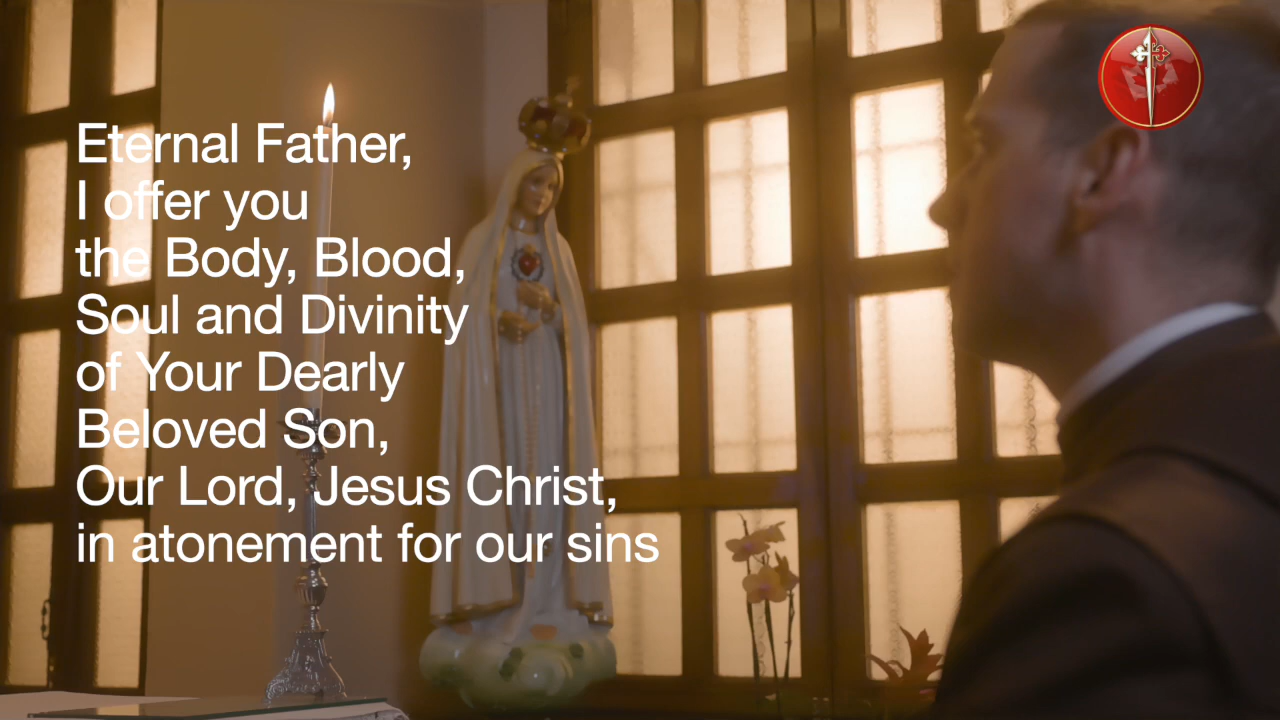 Eternal Father,
I offer you
the Body, Blood,
Soul and Divinity
of Your Dearly
Beloved Son,
Our Lord, Jesus Christ,
in atonement for our sins